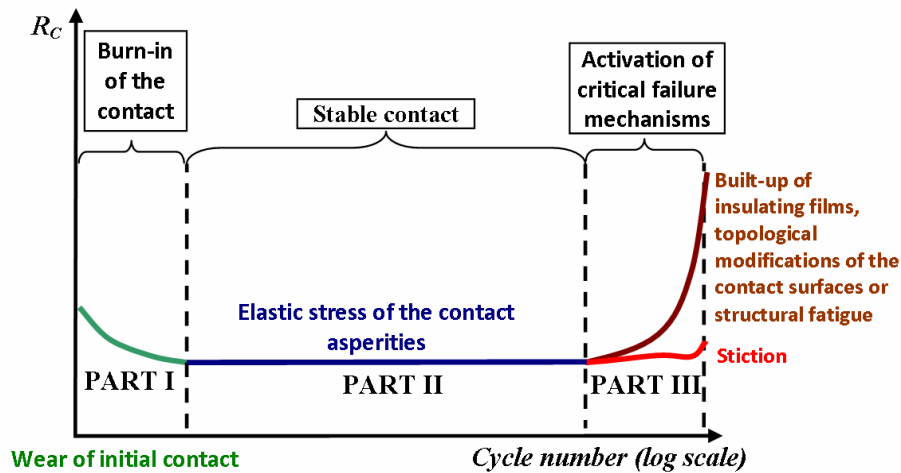 R_C
Burn-in
of the
contact
Stable contact
Activation of
critical failure
mechanisms
Built-up of
insulating films,
topological
modifications of the
contact surfaces or
structural fatigue
Elastic stress of the contact
asperities
Stiction
PART I
PART II
PART III
Wear of initial contact
Cycle number (log scale)